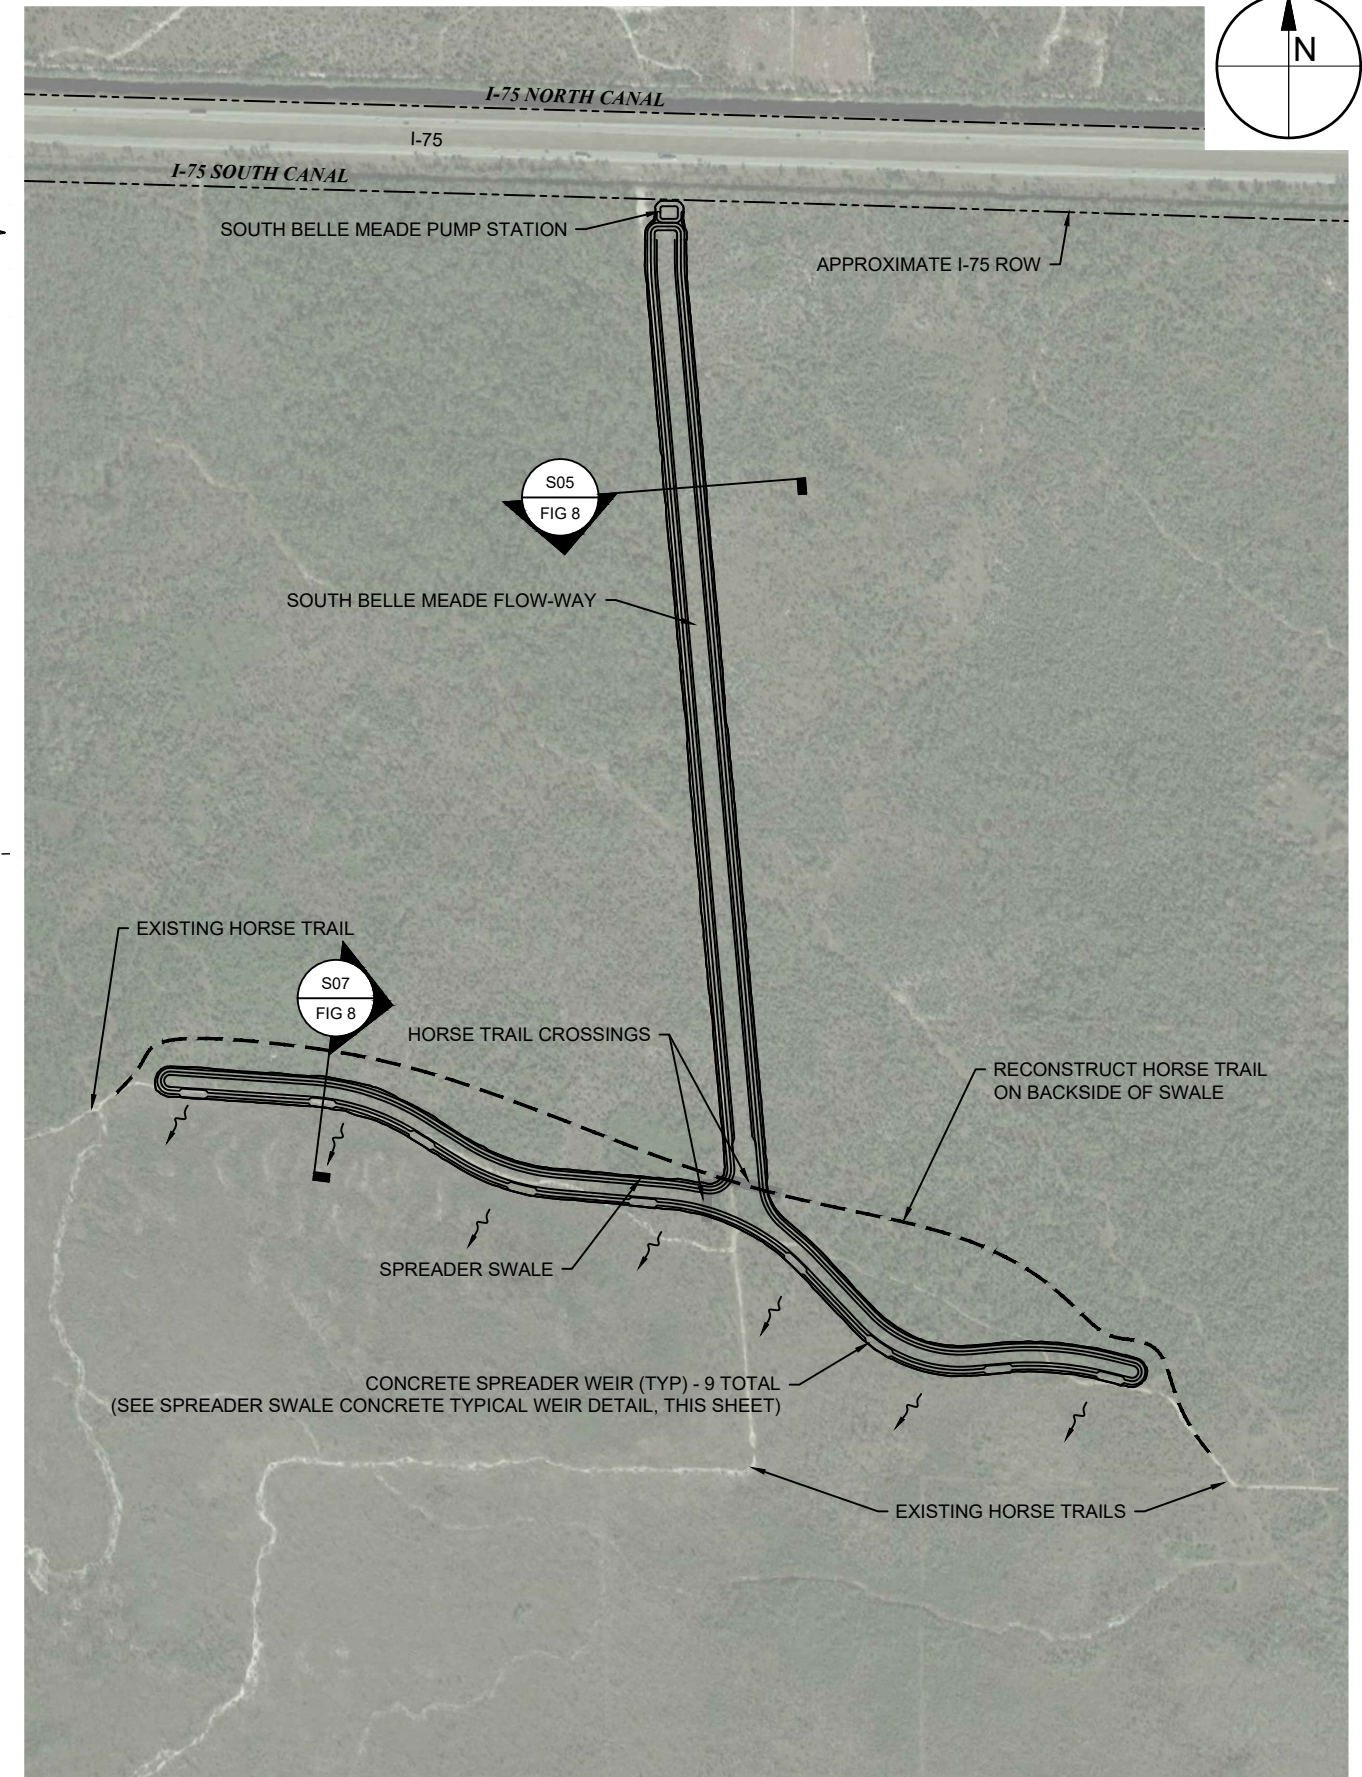 N
I-75 NORTH CANAL
I-75
I-75 SOUTH CANAL
SOUTH BELLE MEADE PUMP STATION
APPROXIMATE I-75 ROW
S05
FIG 8
SOUTH BELLE MEADE FLOW-WAY
EXISTING HORSE TRAIL
S07
FIG 8
HORSE TRAIL CROSSINGS
RECONSTRUCT HORSE TRAIL
ON BACKSIDE OF SWALE
SPREADER SWALE
CONCRETE SPREADER WEIR (TYP) - 9 TOTAL
(SEE SPREADER SWALE CONCRETE TYPICAL WEIR DETAIL, THIS SHEET)
EXISTING HORSE TRAILS